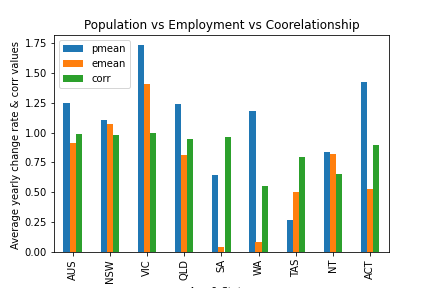 Population vs Employment vs Coorelationship
Average yearly change rate & corr values
1.75
1.50
1.25
1.00
0.75
0.50
0.25
0.00
pmean
emean
corr
AUS
NSW
VIC
QLD
SA
WA
TAS
NT
ACT